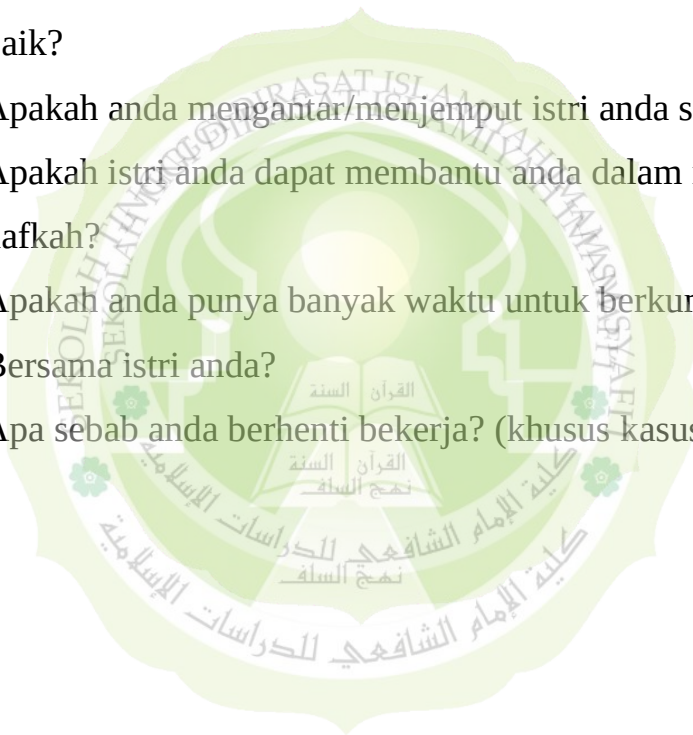 aik?
Apakah anda mengantar/menjemput istri anda s
Apakah istri anda dapat membantu anda dalam
afkah?
Apakah anda punya banyak waktu untuk berkum
Bersama istri anda?
Apa sebab anda berhenti bekerja? (khusus kasus
القرآن السنة
القرآن السنة
نهج السلف
نهج السلف
كلية الإمام الشافعي للدراسات الإسلامية
كلية الإمام الشافعي للدراسات الإسلامية